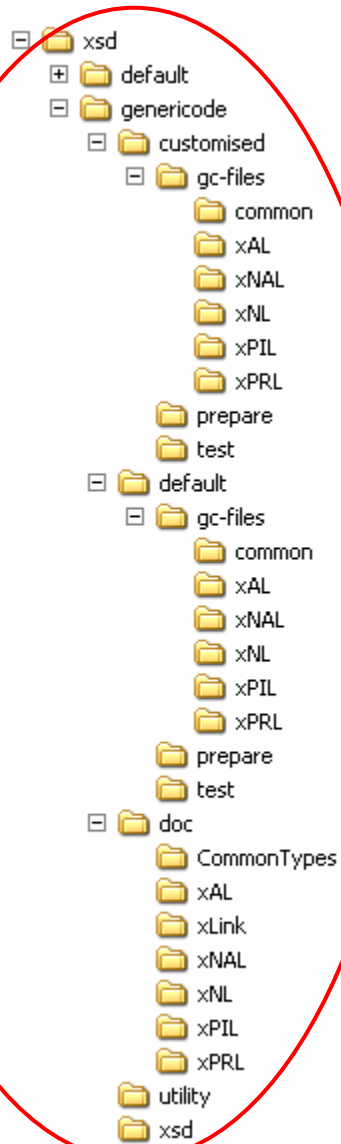 xsd
default
genericode
customised
gc-files
common
xAL
xNAL
xNL
xPIL
xPRL
prepare
test
default
gc-files
common
xAL
xNAL
xNL
xPIL
xPRL
prepare
test
doc
CommonTypes
xAL
xLink
xNAL
xNL
xPIL
xPRL
utility
xsd